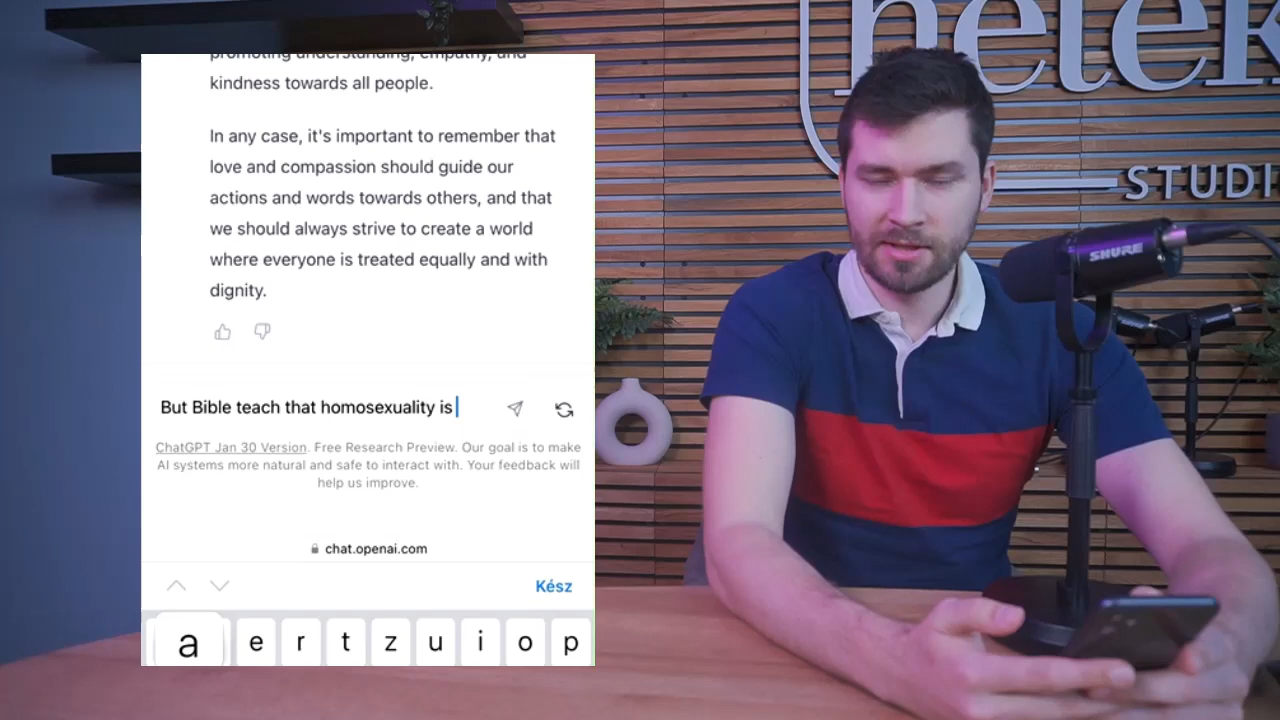 promoting understanding, empathy, and
kindness towards all people.
In any case, it's important to remember that
love and compassion should guide our
actions and words towards others, and that
we should always strive to create a world
where everyone is treated equally and with
dignity.
But Bible teach that homosexuality is
ChatGPT Jan 30 Version. Free Research Preview. Our goal is to make
AI systems more natural and safe to interact with. Your feedback will
help us improve.
chat.openai.com
Kész
a e r t z u i o p
SHURE